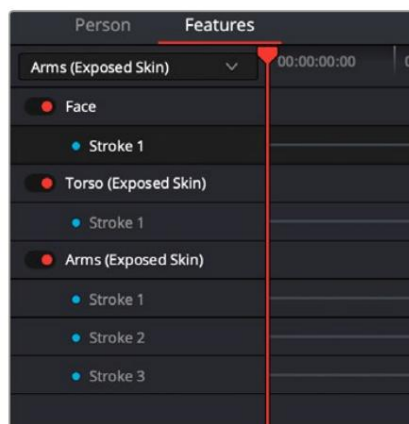 Person Features
Arms (Exposed Skin) 00:00:00:00
Face
Stroke 1
Torso (Exposed Skin)
Stroke 1
Arms (Exposed Skin)
Stroke 1
Stroke 2
Stroke 3